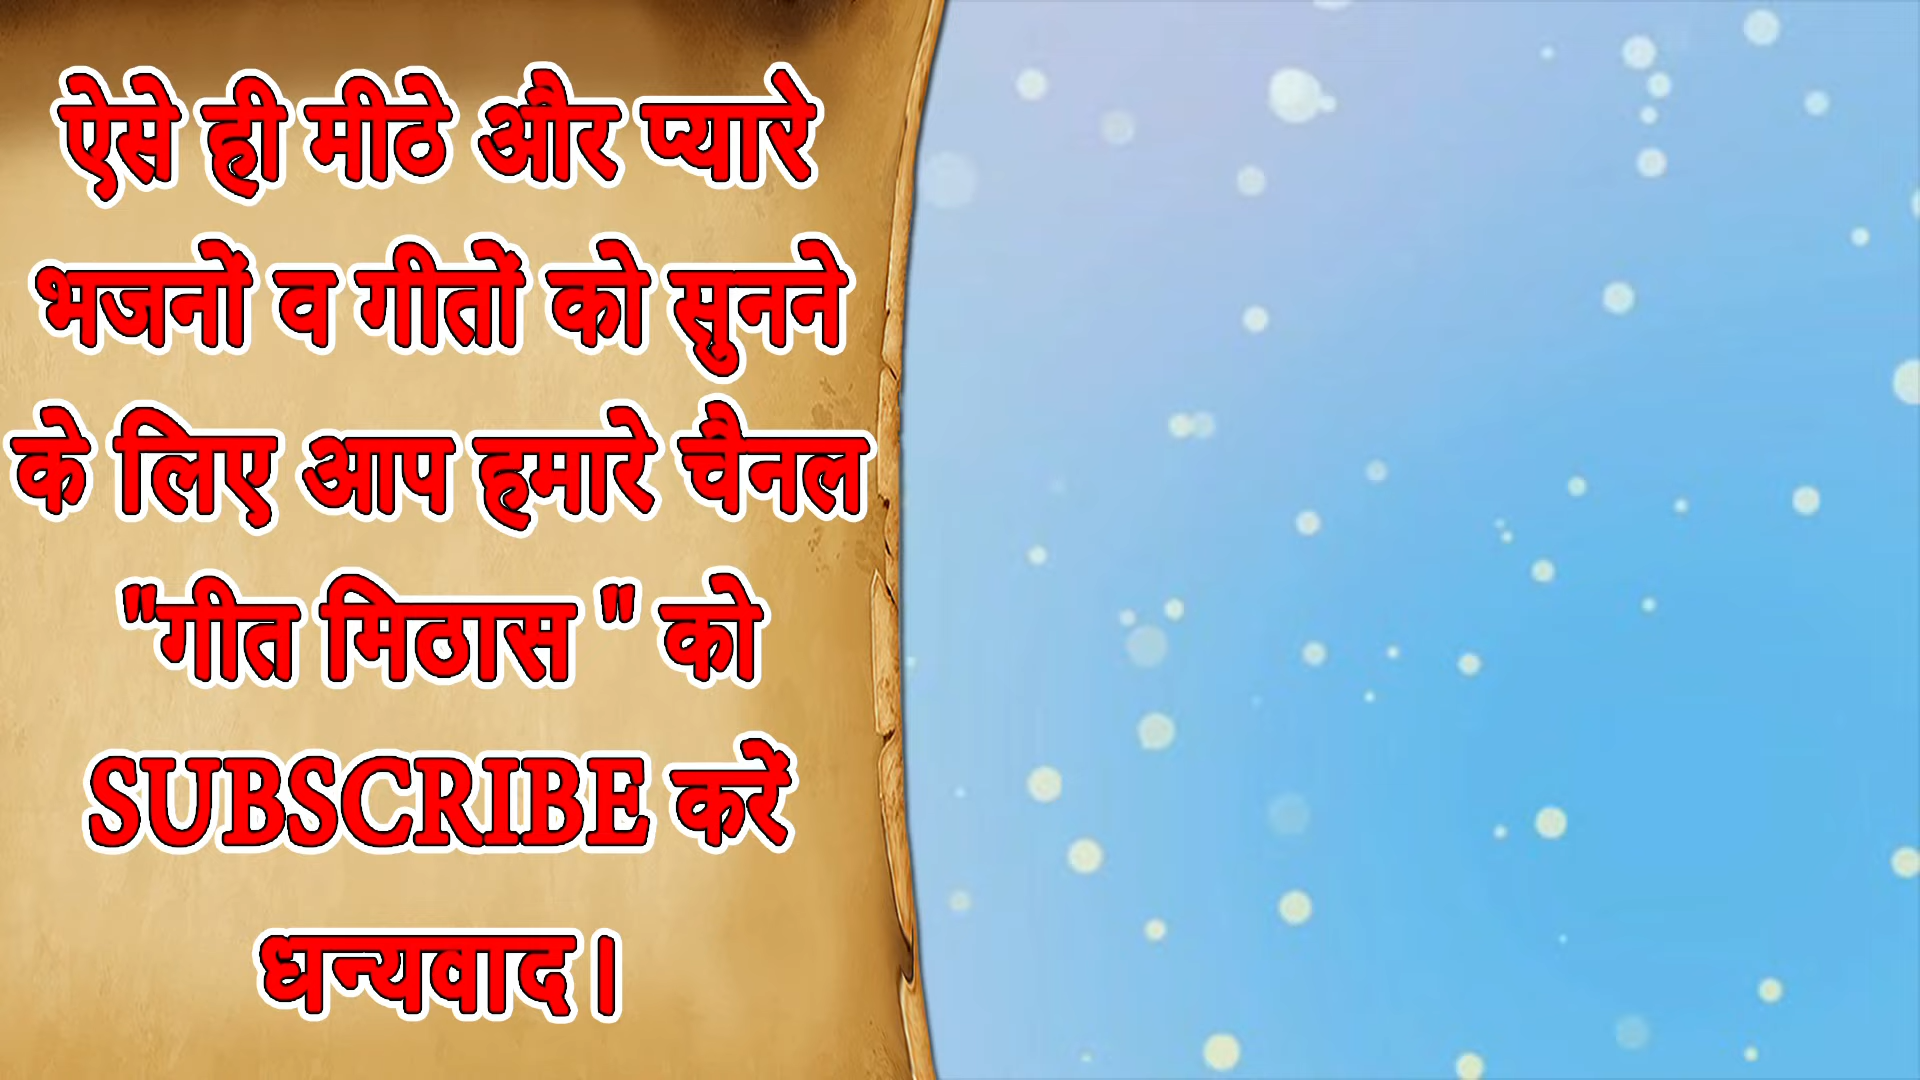 ऐसे ही मीठे और प्यारे
भजनों व गीतों को सुनने
के लिए आप हमारे चैनल
"गीत मिठास " को
SUBSCRIBE करें
धन्यवाद।